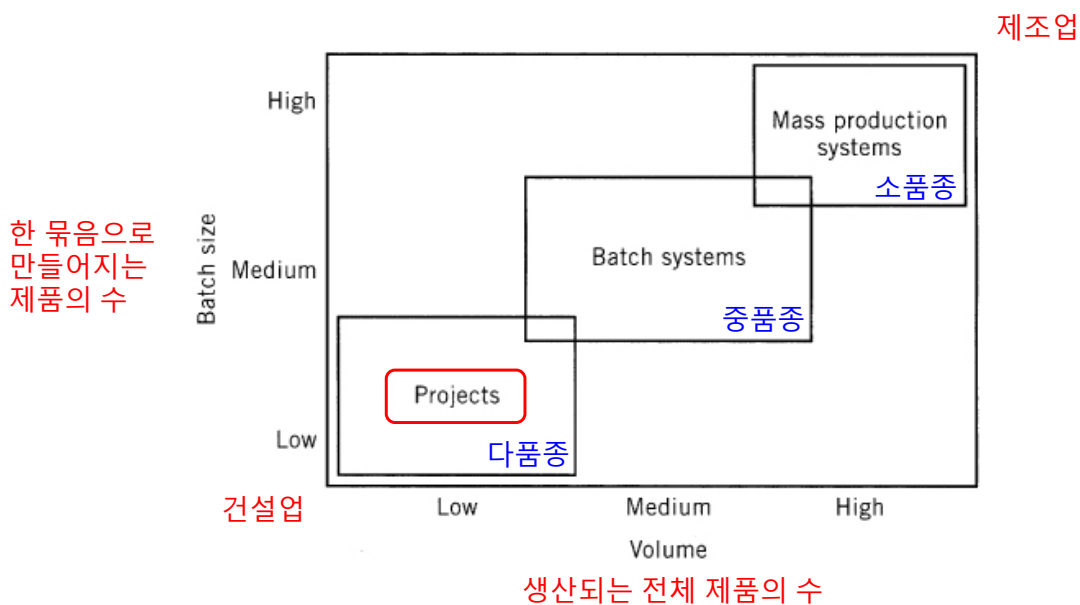 제조업
High
Mass production
systems
소품종
한 묶음으로
만들어지는
제품의 수
Batch size
Medium
Batch systems
중품종
Projects
Low
다품종
건설업
Low
Medium
High
Volume
생산되는 전체 제품의 수